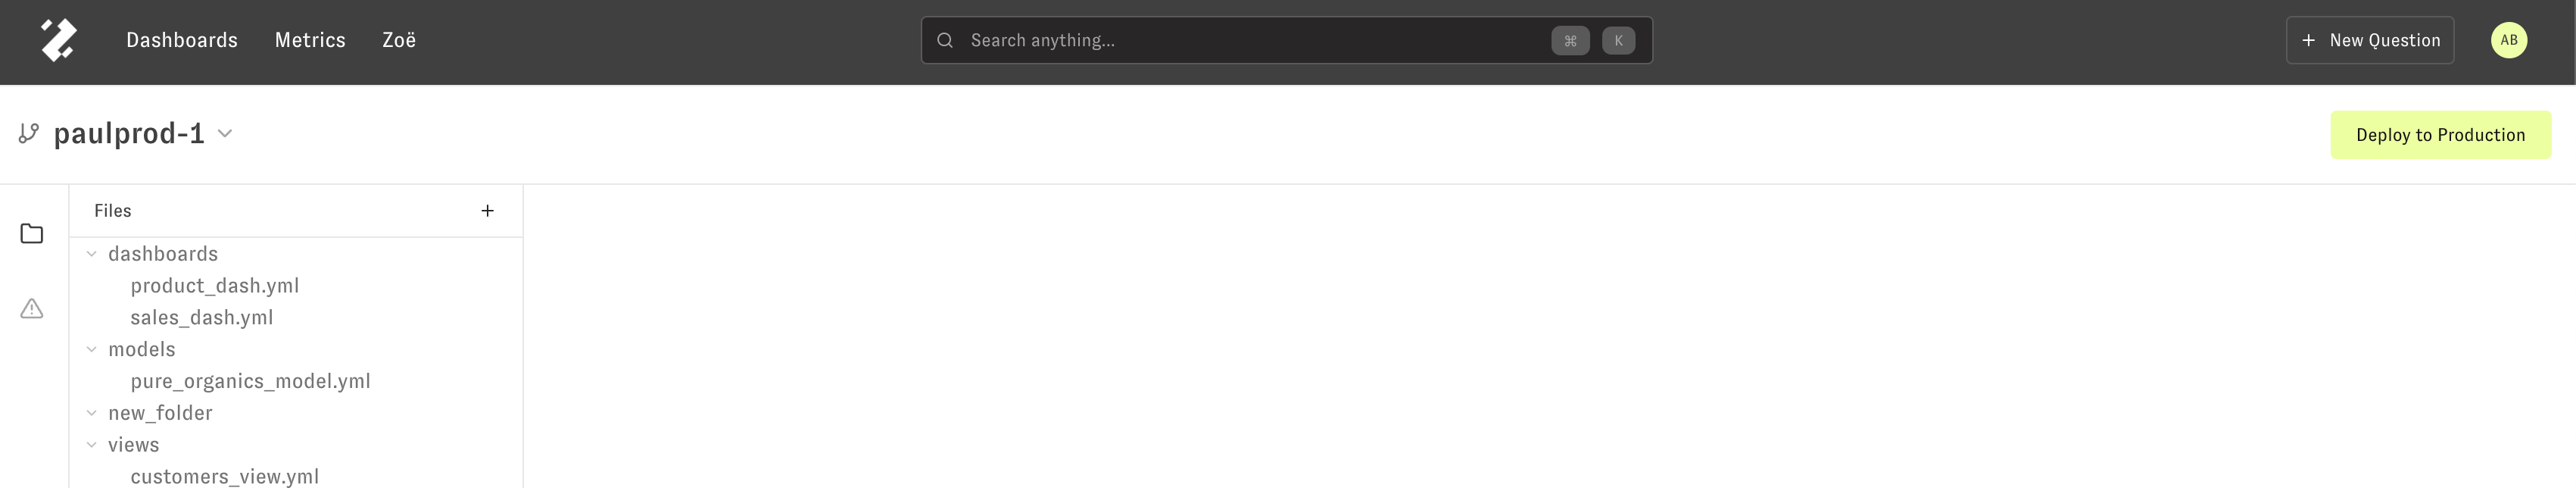 Dashboards Metrics Zoë Search anything... ⌘ K + New Question AB
paulprod-1 Deploy to Production
Files +
dashboards
product_dash.yml
sales_dash.yml
models
pure_organics_model.yml
new_folder
views
customers_view.yml